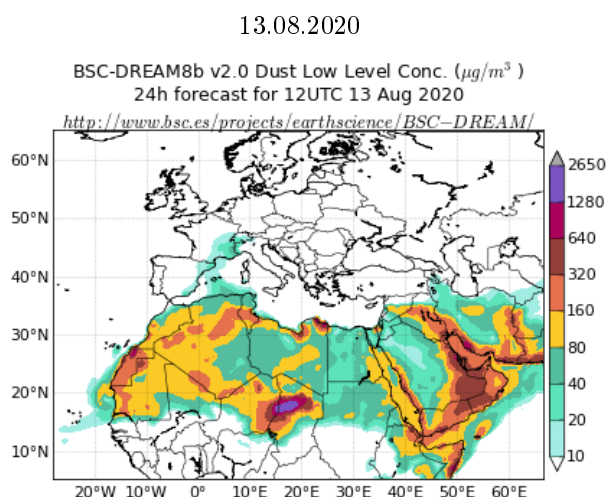 13.08.2020
BSC-DREAM8b v2.0 Dust Low Level Conc. (μg/m³ )
24h forecast for 12UTC 13 Aug 2020
http://www.bsc.es/projects/earthscience/BSC−DREAM/
60°N
50°N
40°N
30°N
20°N
10°N
20°W 10°W 0° 10°E 20°E 30°E 40°E 50°E 60°E
2650
1280
640
320
160
80
40
20
10